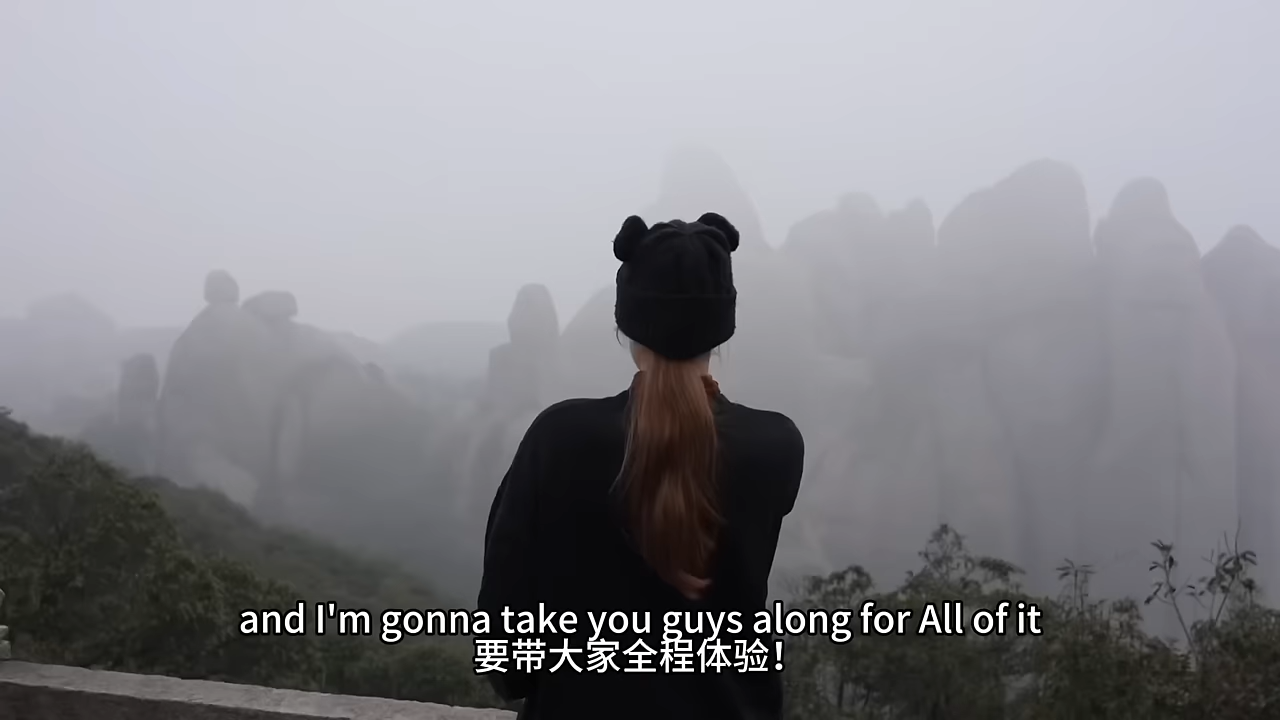 and I'm gonna take you guys along for All of it
要带大家全程体验！